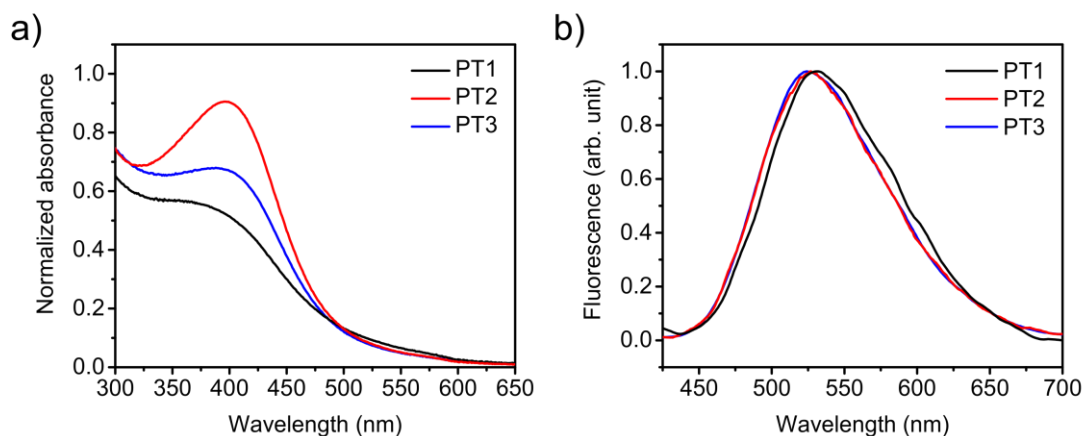 a)
Normalized absorbance
1.0
0.8
0.6
0.4
0.2
0.0
PT1
PT2
PT3
300 350 400 450 500 550 600 650
Wavelength (nm)
b)
Fluorescence (arb. unit)
1.0
0.8
0.6
0.4
0.2
0.0
PT1
PT2
PT3
450 500 550 600 650 700
Wavelength (nm)